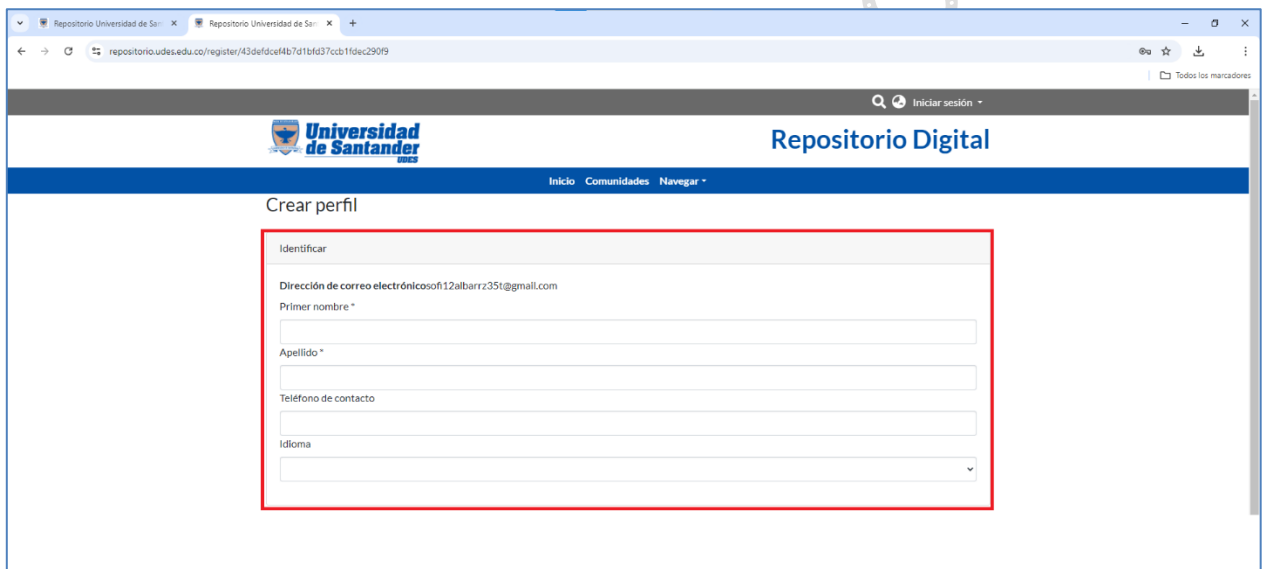 Repositorio Universidad de San
Repositorio Universidad de San
repositorio.udes.edu.co/register/43defdcef4b7d1bfd37ccb1fdec290f9
Todos los marcadores
Iniciar sesión
Universidad
de Santander
UDES
Repositorio Digital
Inicio Comunidades Navegar
Crear perfil
Identificar
Dirección de correo electrónicosofi12albarrz35t@gmail.com
Primer nombre *
Apellido *
Teléfono de contacto
Idioma